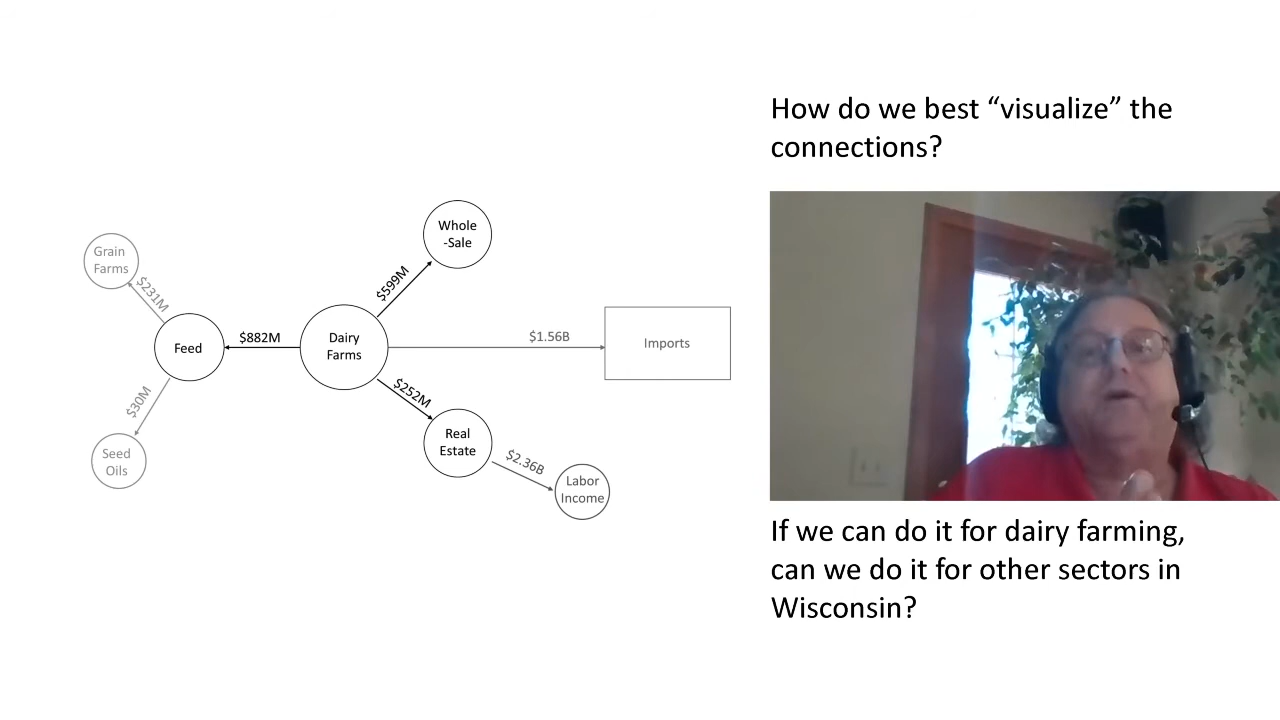 How do we best “visualize” the
connections?
Whole
-Sale
Grain
Farms
$231M
$599M
Feed
$882M
Dairy
Farms
$1.56B
Imports
$30M
$252M
Seed
Oils
Real
Estate
$2.36B
Labor
Income
If we can do it for dairy farming,
can we do it for other sectors in
Wisconsin?